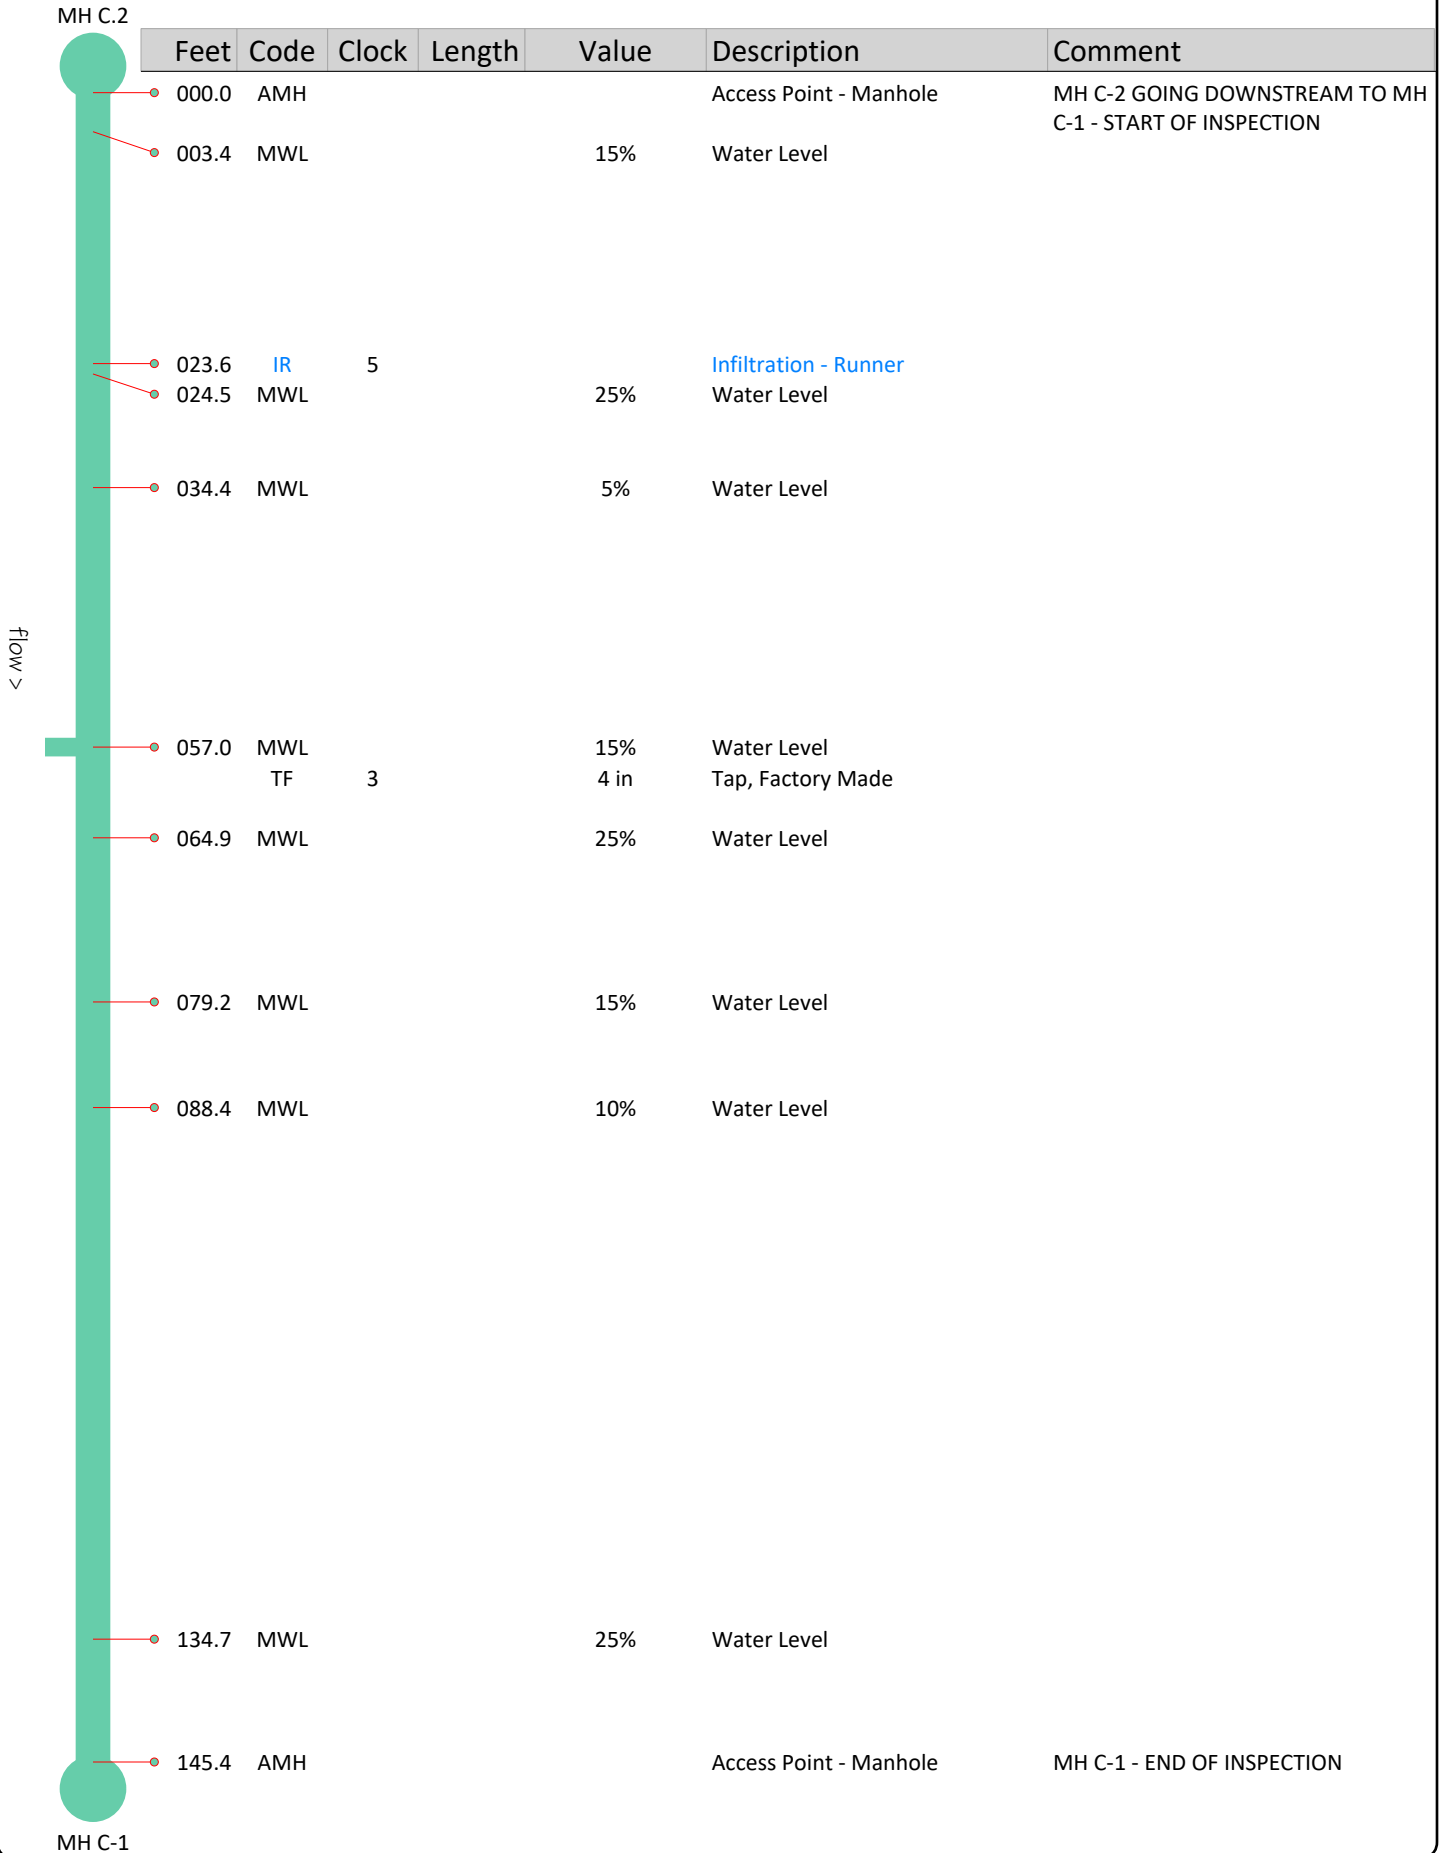 MH C.2
Feet Code Clock Length Value Description Comment
000.0 AMH Access Point - Manhole MH C-2 GOING DOWNSTREAM TO MH
C-1 - START OF INSPECTION
003.4 MWL 15% Water Level
023.6 IR 5 Infiltration - Runner
024.5 MWL 25% Water Level
034.4 MWL 5% Water Level
flow >
057.0 MWL 15% Water Level
TF 3 4 in Tap, Factory Made
064.9 MWL 25% Water Level
079.2 MWL 15% Water Level
088.4 MWL 10% Water Level
134.7 MWL 25% Water Level
145.4 AMH Access Point - Manhole MH C-1 - END OF INSPECTION
MH C-1